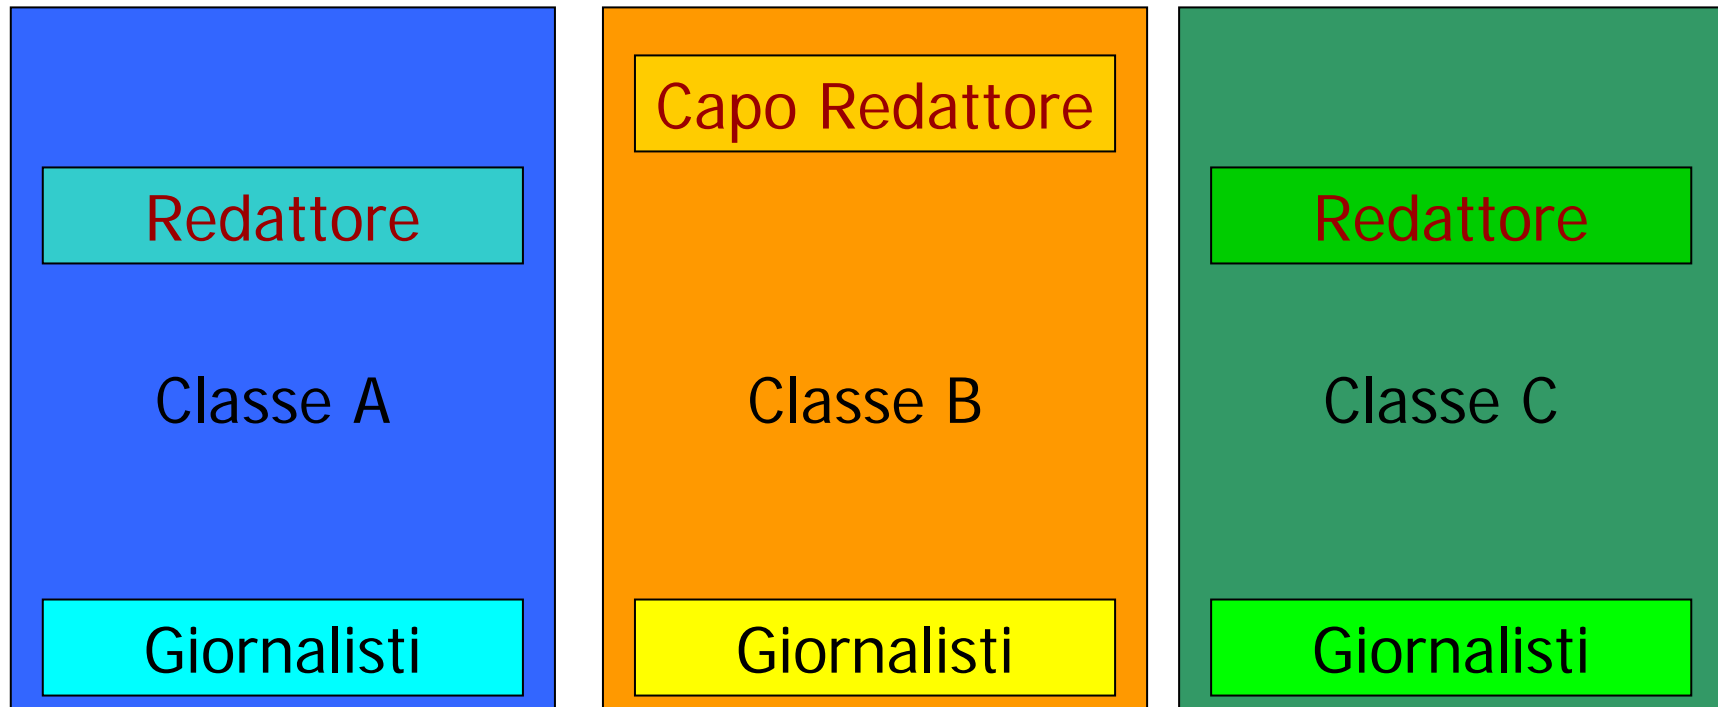 Redattore
Classe A
Giornalisti
Capo Redattore
Classe B
Giornalisti
Redattore
Classe C
Giornalisti